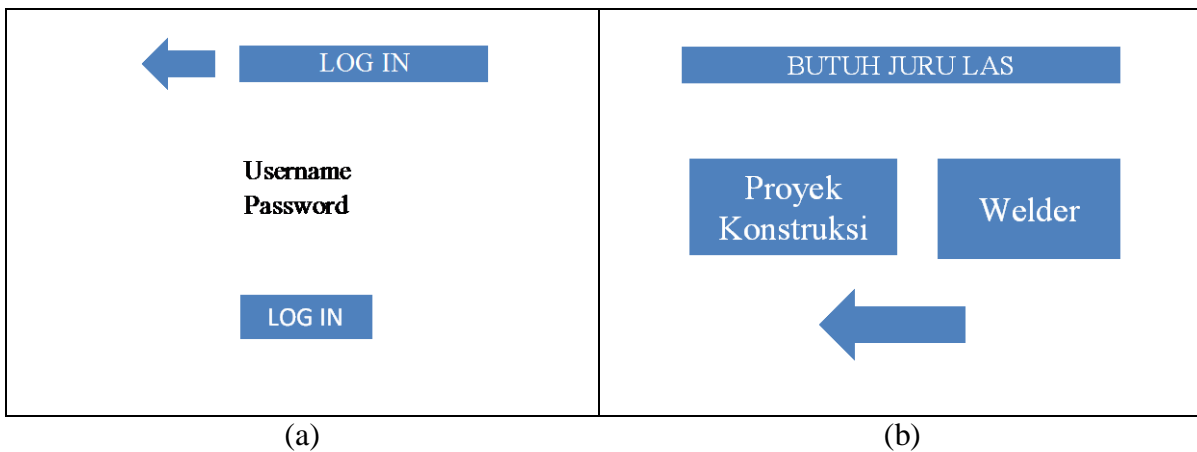 LOG IN
Username
Password
LOG IN
(a)
BUTUH JURU LAS
Proyek
Konstruksi
Welder
(b)